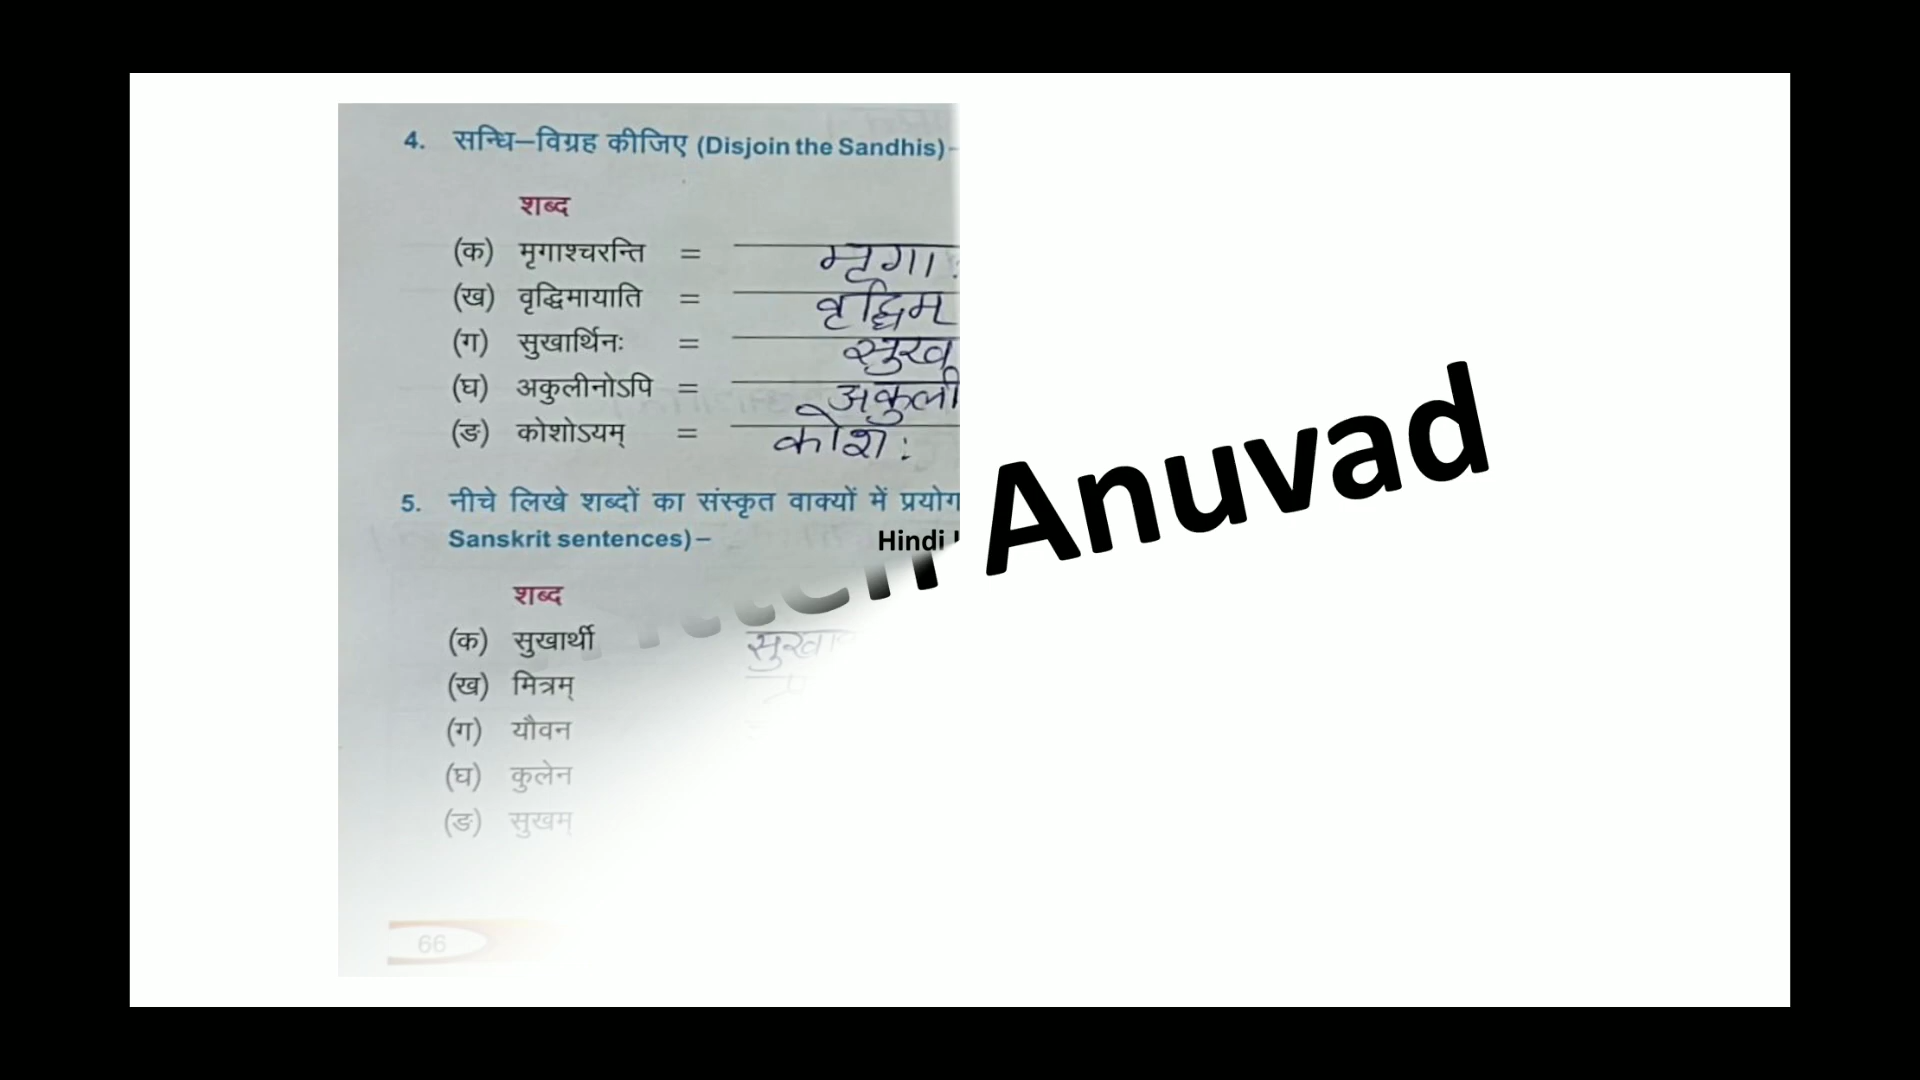 4. सन्धि–विग्रह कीजिए (Disjoin the Sandhis) –
शब्द
(क) मृगाश्चरन्ति = मृगा:
(ख) वृद्धिमायाति = वृद्धिम्
(ग) सुखार्थिनः = सुख
(घ) अकुलीनोऽपि = अकुली
(ङ) कोशोऽयम् = कोश:
5. नीचे लिखे शब्दों का संस्कृत वाक्यों में प्रयोग
Sanskrit sentences) – Hindi
Anuvad
शब्द
(क) सुखार्थी
(ख) मित्रम्
(ग) यौवन
(घ) कुलेन
(ङ) सुखम्
66